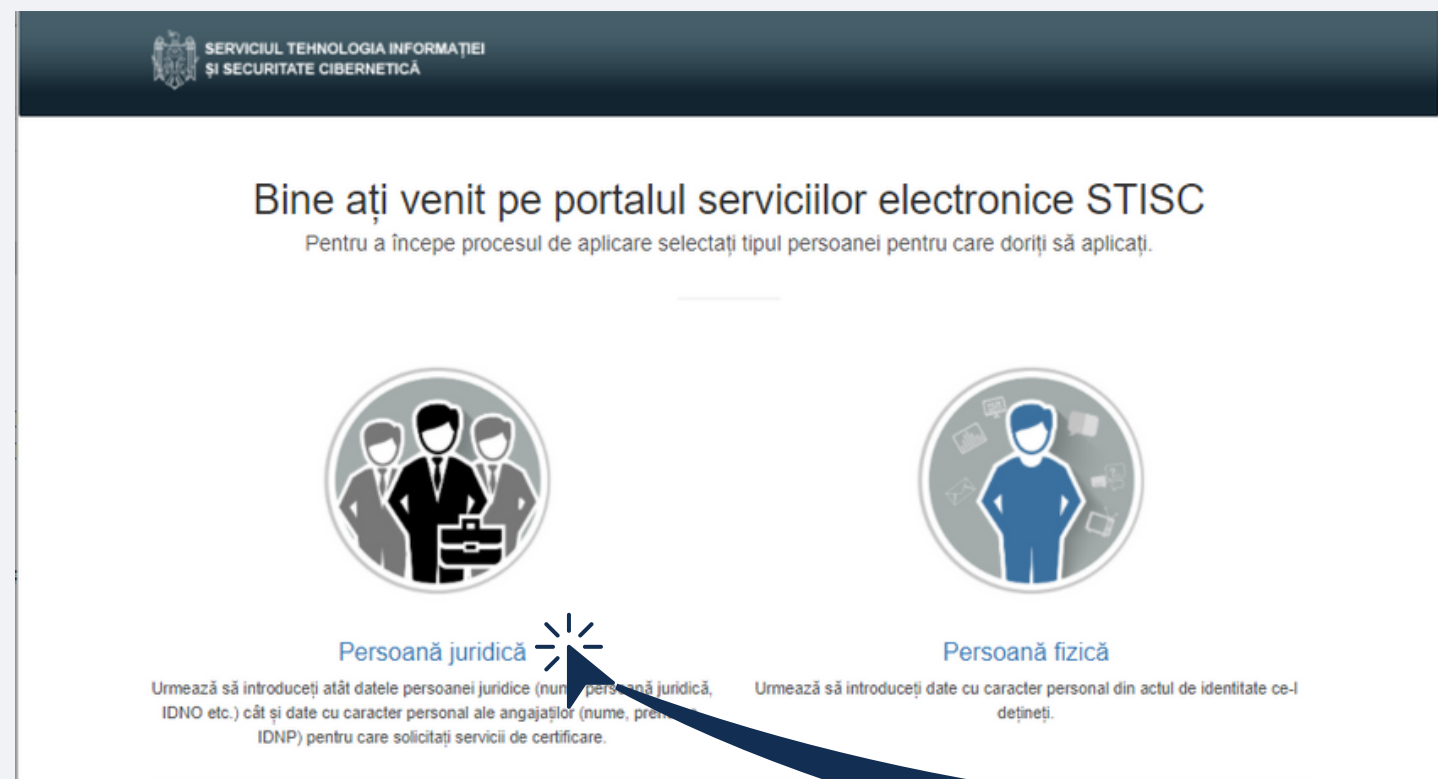 SERVICIUL TEHNOLOGIA INFORMAȚIEI
ȘI SECURITATE CIBERNETICĂ
Bine ați venit pe portalul serviciilor electronice STISC
Pentru a începe procesul de aplicare selectați tipul persoanei pentru care doriți să aplicați.
Persoană juridică
Urmează să introduceți atât datele persoanei juridice persoană juridică,
IDNO etc.) cât și date cu caracter personal ale angajaților (nume,
IDNP) pentru care solicitați servicii de certificare.
Persoană fizică
Urmează să introduceți date cu caracter personal din actul de identitate ce-l
dețineți.